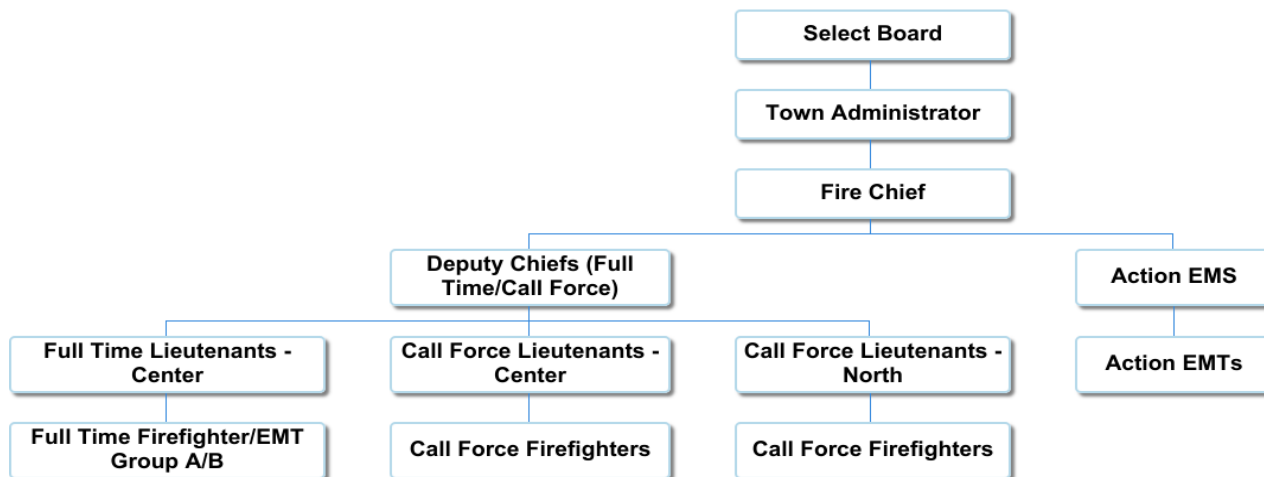 Select Board
Town Administrator
Fire Chief
Deputy Chiefs (Full
Time/Call Force)
Action EMS
Full Time Lieutenants -
Center
Call Force Lieutenants -
Center
Call Force Lieutenants -
North
Action EMTs
Full Time Firefighter/EMT
Group A/B
Call Force Firefighters
Call Force Firefighters